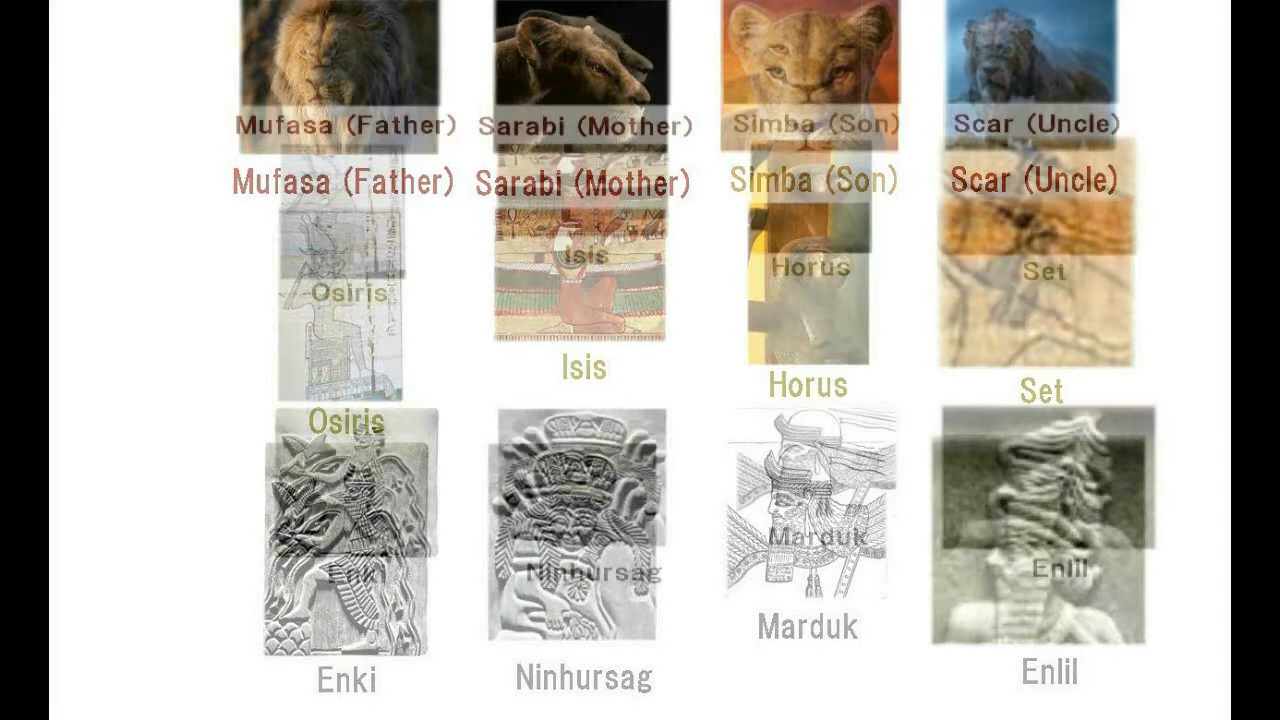 Mufasa (Father) Sarabi (Mother) Simba (Son) Scar (Uncle)
Mufasa (Father) Sarabi (Mother) Simba (Son) Scar (Uncle)
Osiris Isis Horus Set
Osiris Isis Horus Set
Enki Ninhursag Marduk Enlil
Enki Ninhursag Marduk Enlil